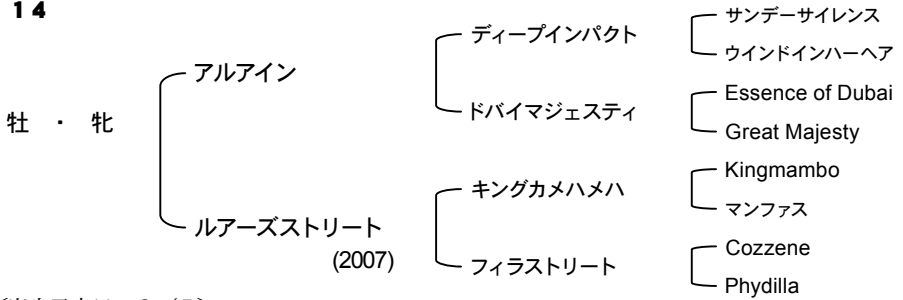 14
牡 ・ 牝
アルアイン
ルアーズストリート
(2007)
ディープインパクト
ドバイマジェスティ
キングカメハメハ
フィラストリート
サンデーサイレンス
ウインドインハーヘア
Essence of Dubai
Great Majesty
Kingmambo
マンファス
Cozzene
Phydilla